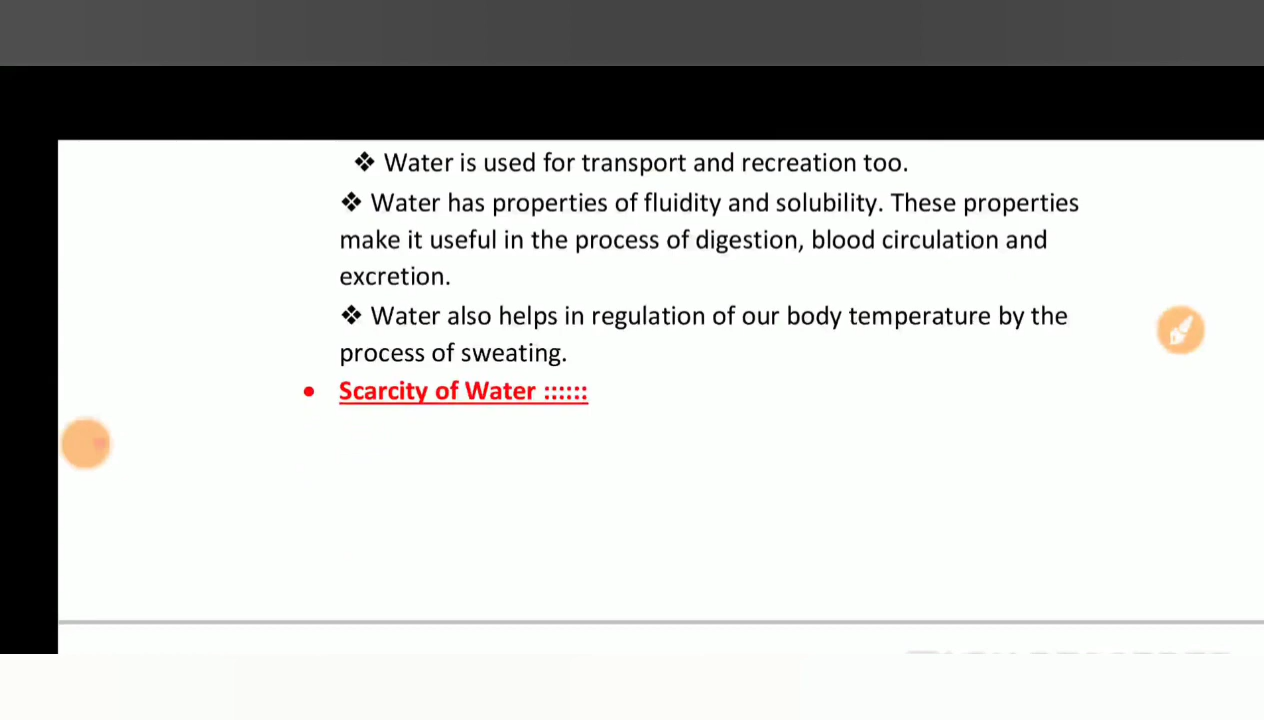 ❖ Water is used for transport and recreation too.
❖ Water has properties of fluidity and solubility. These properties
make it useful in the process of digestion, blood circulation and
excretion.
❖ Water also helps in regulation of our body temperature by the
process of sweating.
• Scarcity of Water ::::::